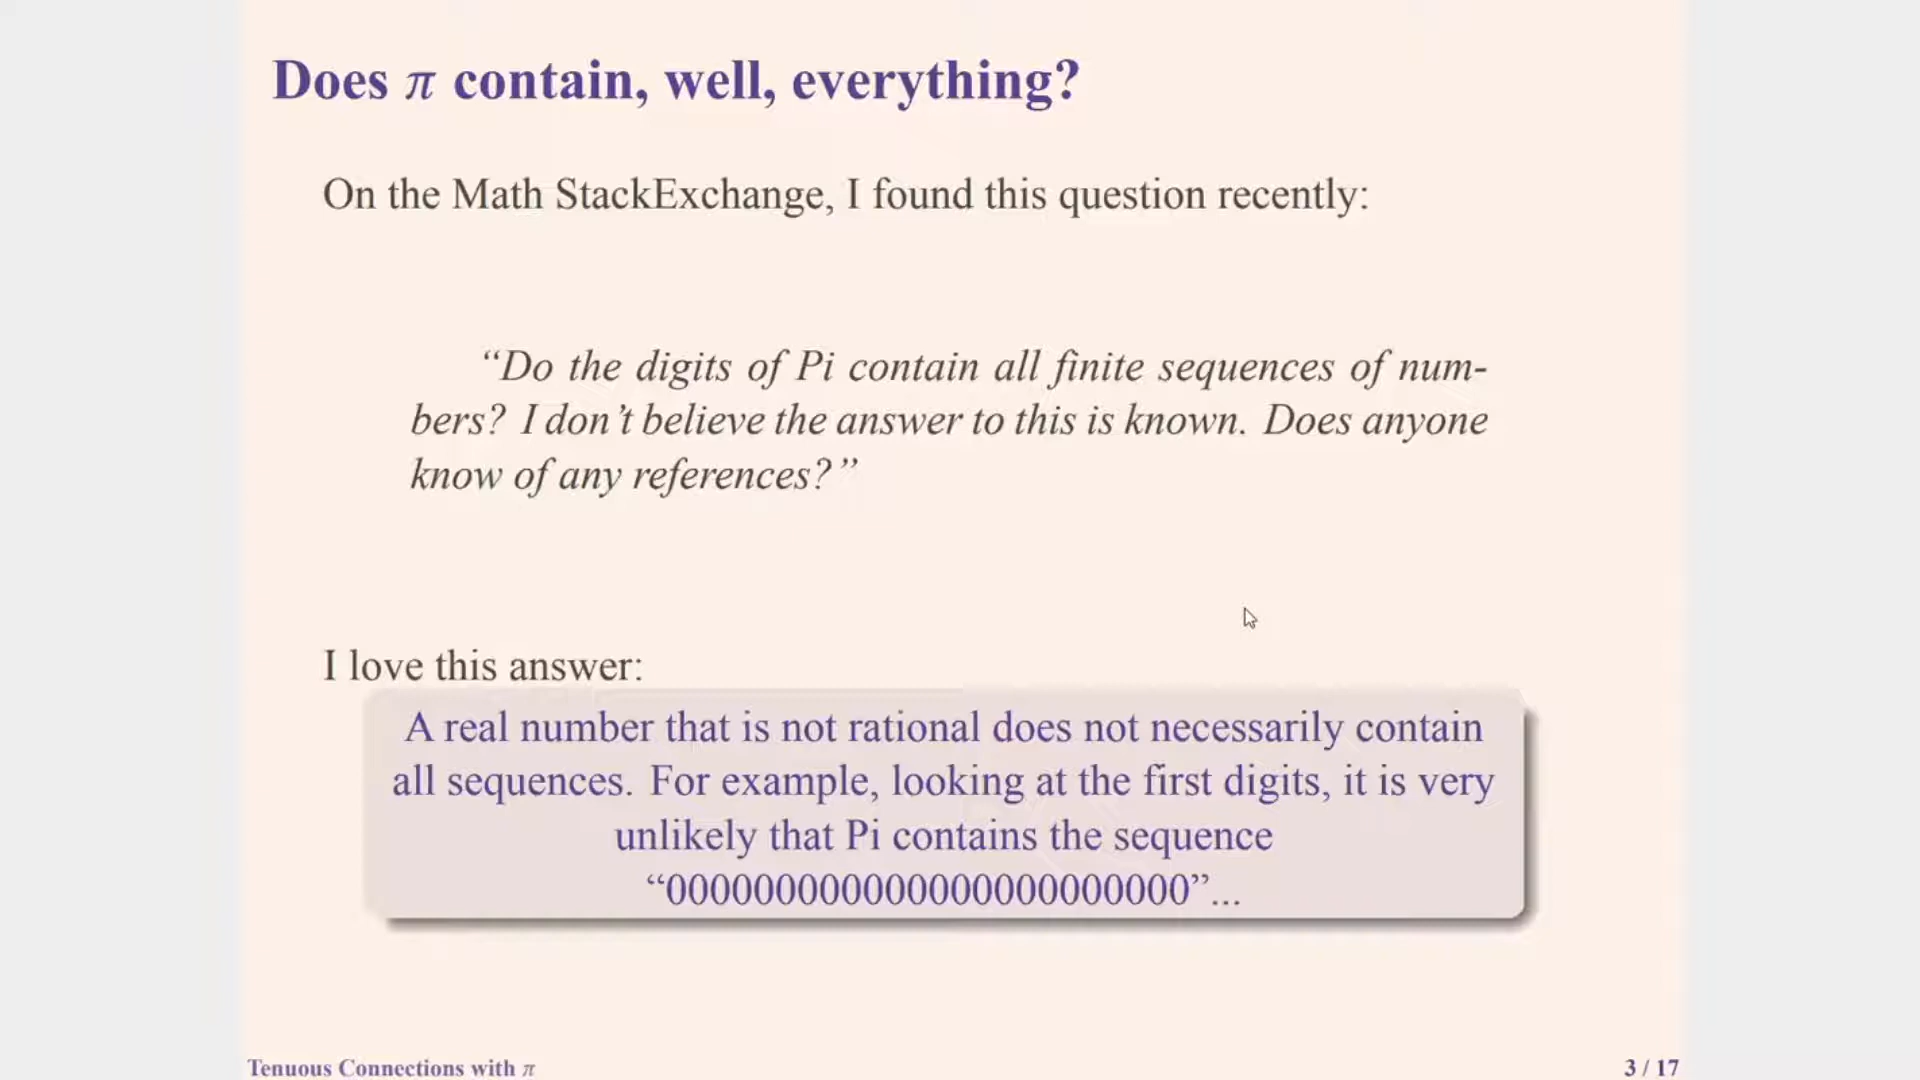 Does π contain, well, everything?
On the Math StackExchange, I found this question recently:
“Do the digits of Pi contain all finite sequences of num-
bers? I don’t believe the answer to this is known. Does anyone
know of any references?”
I love this answer:
A real number that is not rational does not necessarily contain
all sequences. For example, looking at the first digits, it is very
unlikely that Pi contains the sequence
“000000000000000000000000”...
Tenuous Connections with π
3 / 17